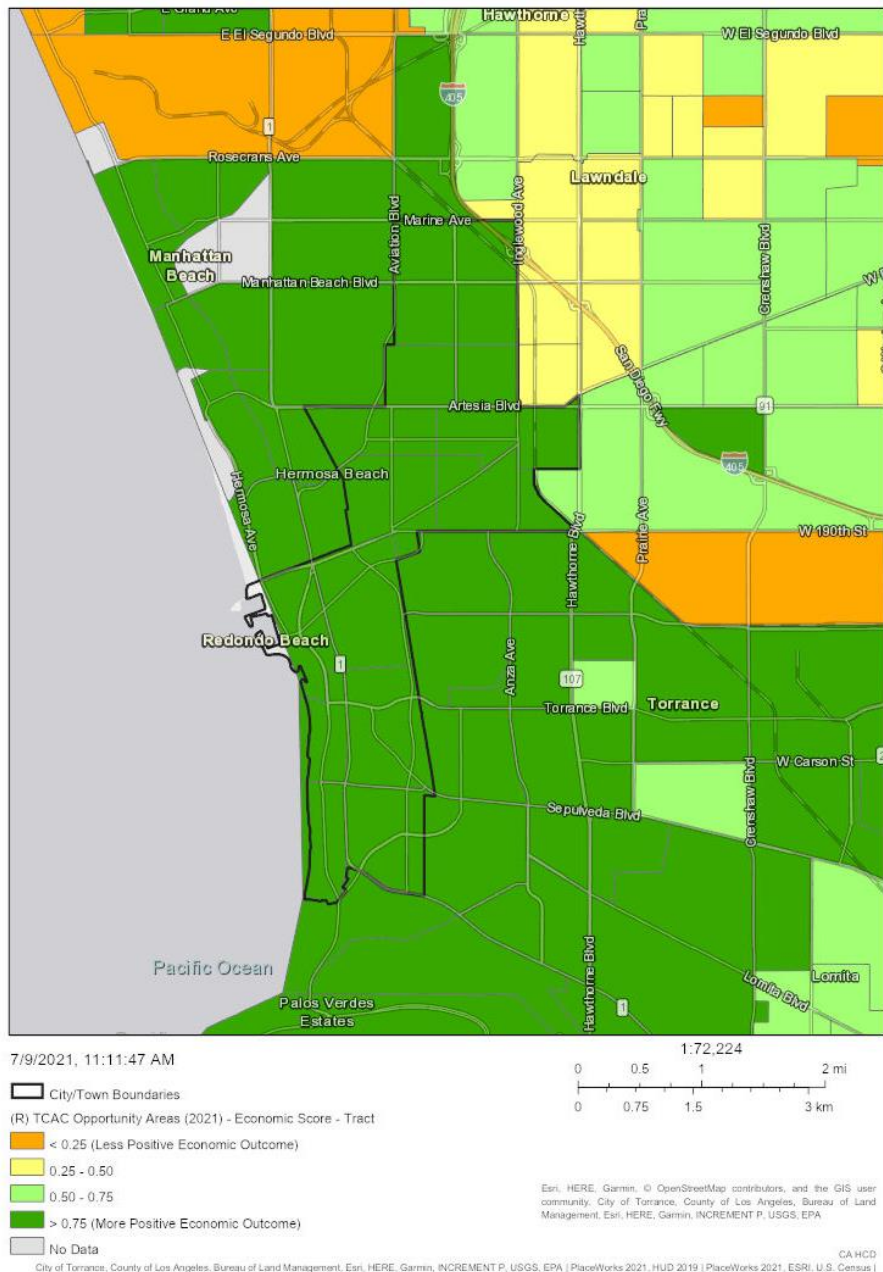 E Grand Ave
Hawthorne
E El Segundo Blvd
W El Segundo Blvd
405
1
Rosecrans Ave
Lawndale
Inglewood Ave
Aviation Blvd
Marine Ave
Manhattan
Beach
Manhattan Beach Blvd
Crenshaw Blvd
San Diego Fwy
Artesia Blvd
91
Hermosa Beach
405
Hermosa Ave
Hawthorne Blvd
Prairie Ave
W 190th St
Redondo Beach
1
Anza Ave
107
Torrance Blvd
Torrance
W Carson St
Crenshaw Blvd
Sepulveda Blvd
Pacific Ocean
Hawthorne Blvd
Lomita Blvd
Lomita
Palos Verdes
Estates
1
7/9/2021, 11:11:47 AM
1:72,224
0 0.5 1 2 mi
0 0.75 1.5 3 km
City/Town Boundaries
(R) TCAC Opportunity Areas (2021) - Economic Score - Tract
< 0.25 (Less Positive Economic Outcome)
0.25 - 0.50
0.50 - 0.75
> 0.75 (More Positive Economic Outcome)
No Data
Esri, HERE, Garmin, © OpenStreetMap contributors, and the GIS user
community, City of Torrance, County of Los Angeles, Bureau of Land
Management, Esri, HERE, Garmin, INCREMENT P, USGS, EPA
CA HCD
City of Torrance, County of Los Angeles, Bureau of Land Management, Esri, HERE, Garmin, INCREMENT P, USGS, EPA | PlaceWorks 2021, HUD 2019 | PlaceWorks 2021, ESRI, U.S. Census |